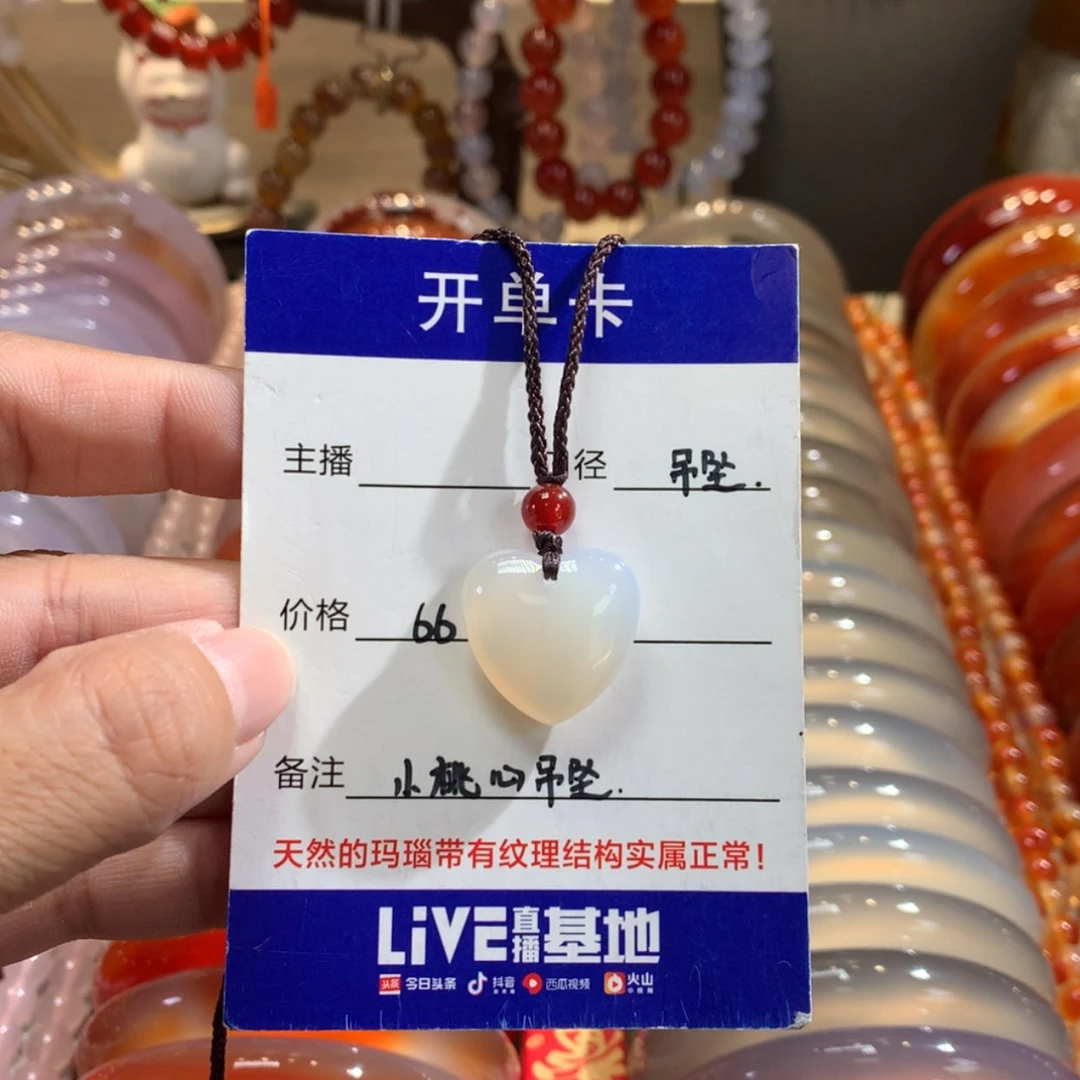 开单卡
主播 径 吊坠.
价格 66
备注 小桃心吊坠.
天然的玛瑙带有纹理结构实属正常！
LiVE直播基地
头条 今日头条 抖音 西瓜视频 火山